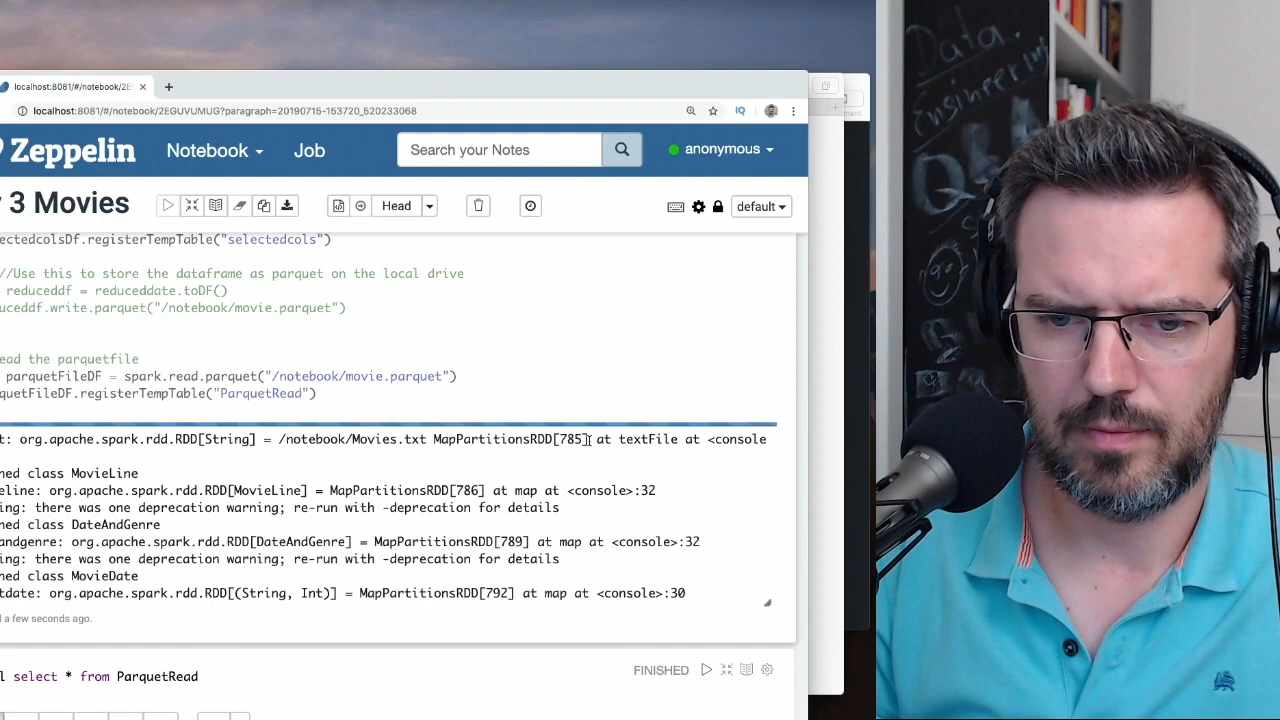 localhost:8081/#/notebook/2E
localhost:8081/#/notebook/2EGUVUMUG?paragraph=20190715-153720_520233068
IQ
Zeppelin
Notebook
Job
Search your Notes
anonymous
3 Movies
Head
default
ectedcolsDf.registerTempTable("selectedcols")
//Use this to store the dataframe as parquet on the local drive
reduceddf = reduceddate.toDF()
uceddf.write.parquet("/notebook/movie.parquet")
ead the parquetfile
parquetFileDF = spark.read.parquet("/notebook/movie.parquet")
quetFileDF.registerTempTable("ParquetRead")
t: org.apache.spark.rdd.RDD[String] = /notebook/Movies.txt MapPartitionsRDD[785] at textFile at <console
ned class MovieLine
eline: org.apache.spark.rdd.RDD[MovieLine] = MapPartitionsRDD[786] at map at <console>:32
ing: there was one deprecation warning; re-run with -deprecation for details
ned class DateAndGenre
andgenre: org.apache.spark.rdd.RDD[DateAndGenre] = MapPartitionsRDD[789] at map at <console>:32
ing: there was one deprecation warning; re-run with -deprecation for details
ned class MovieDate
tdate: org.apache.spark.rdd.RDD[(String, Int)] = MapPartitionsRDD[792] at map at <console>:30
d a few seconds ago.
FINISHED
l select * from ParquetRead
Data
Engineering